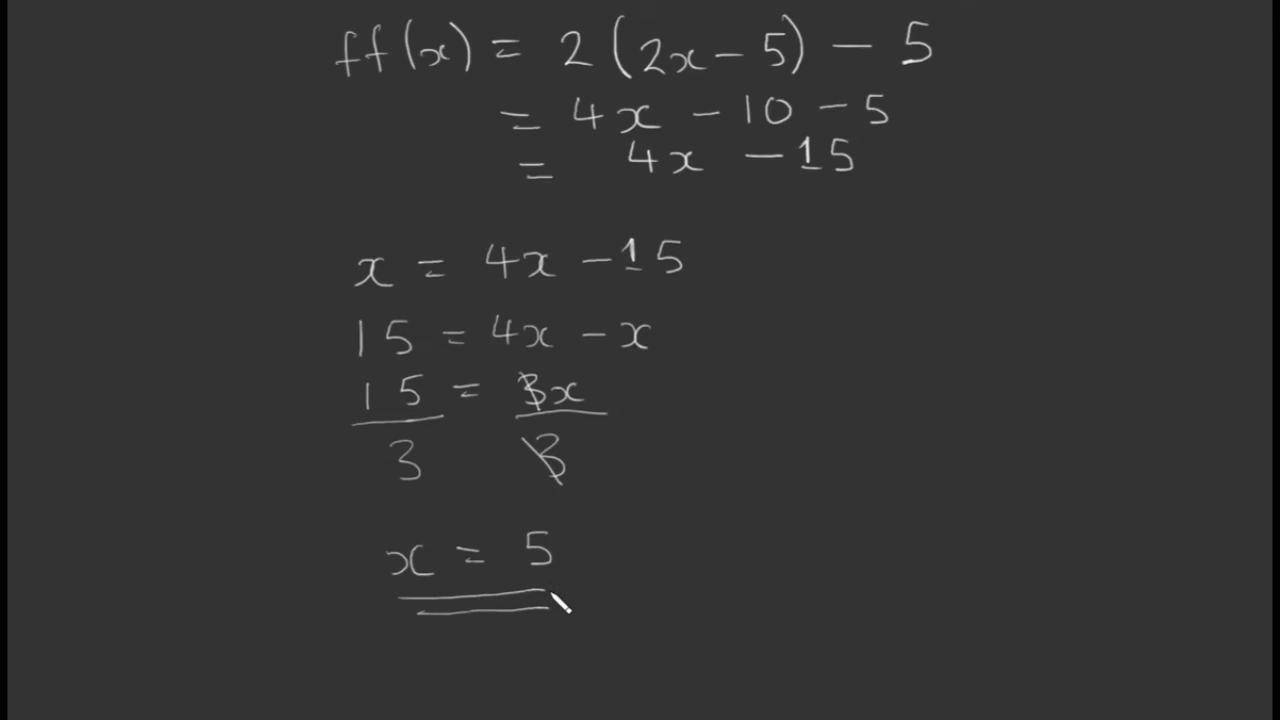 ff(x) = 2(2x - 5) - 5
= 4x - 10 - 5
= 4x - 15
x = 4x - 15
15 = 4x - x
15 = 3x
3 3
x = 5